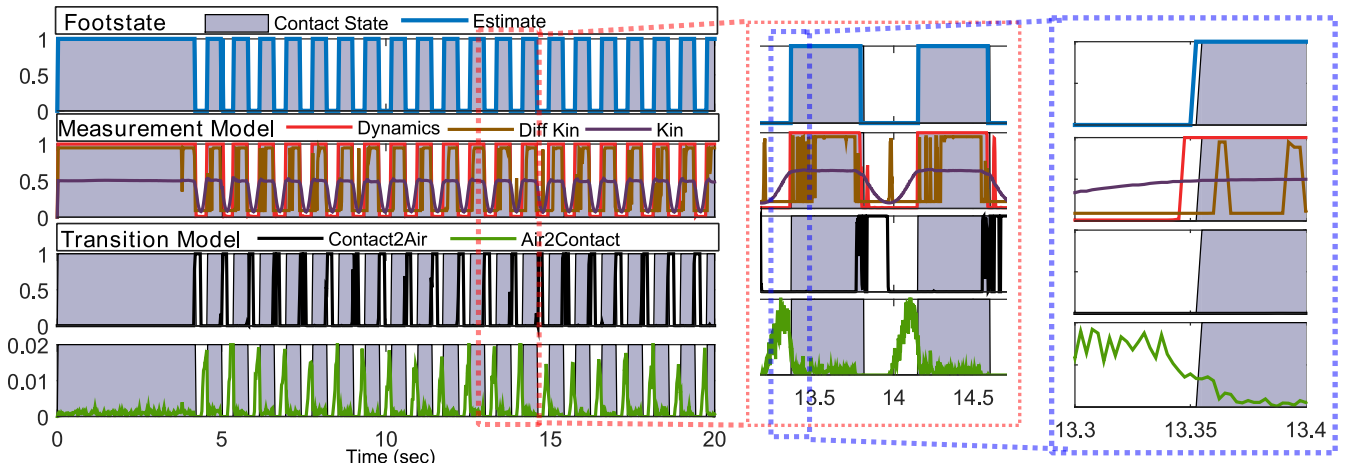 Footstate Contact State Estimate
1
0.5
0
Measurement Model Dynamics Diff Kin Kin
1
0.5
0
Transition Model Contact2Air Air2Contact
1
0.5
0
0.02
0.01
0
0 5 10 15 20
Time (sec)
13.5 14 14.5
13.3 13.35 13.4